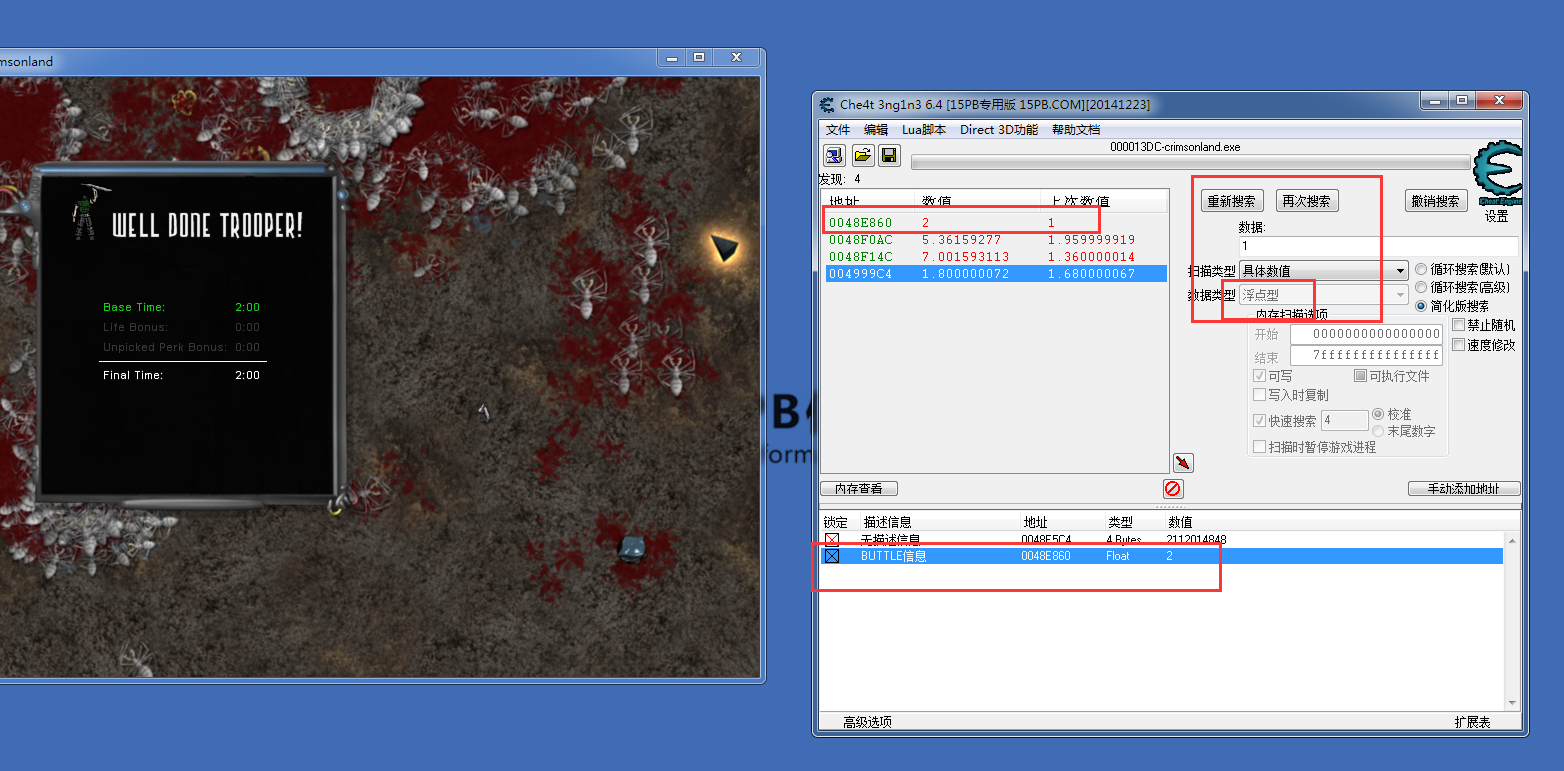 msonland
WELL DONE TROOPER!
Base Time: 2:00
Life Bonus: 0:00
Unpicked Perk Bonus: 0:00
Final Time: 2:00
PB
form
Che4t 3ng1n3 6.4 [15PB专用版 15PB.COM][20141223]
文件 编辑 Lua脚本 Direct 3D功能 帮助文档
000013DC-crimsonland.exe
发现: 4
地址 数值 上次数值
0048E860 2 1
0048F0AC 5.36159277 1.959999919
0048F14C 7.001593113 1.360000014
004999C4 1.800000072 1.680000067
重新搜索 再次搜索 撤销搜索
Cheat Engine
设置
数据:
1
扫描类型 具体数值
数据类型 浮点型
循环搜索(默认)
循环搜索(高级)
简化版搜索
内存扫描选项
开始 0000000000000000
结束 7fffffffffffffff
禁止随机
速度修改
可写 可执行文件
写入时复制
快速搜索 4 校准
末尾数字
扫描时暂停游戏进程
内存查看 手动添加地址
锁定 描述信息 地址 类型 数值
无描述信息 0048F5C4 4 Bytes 2112014848
BUTTLE信息 0048E860 Float 2
高级选项 扩展表